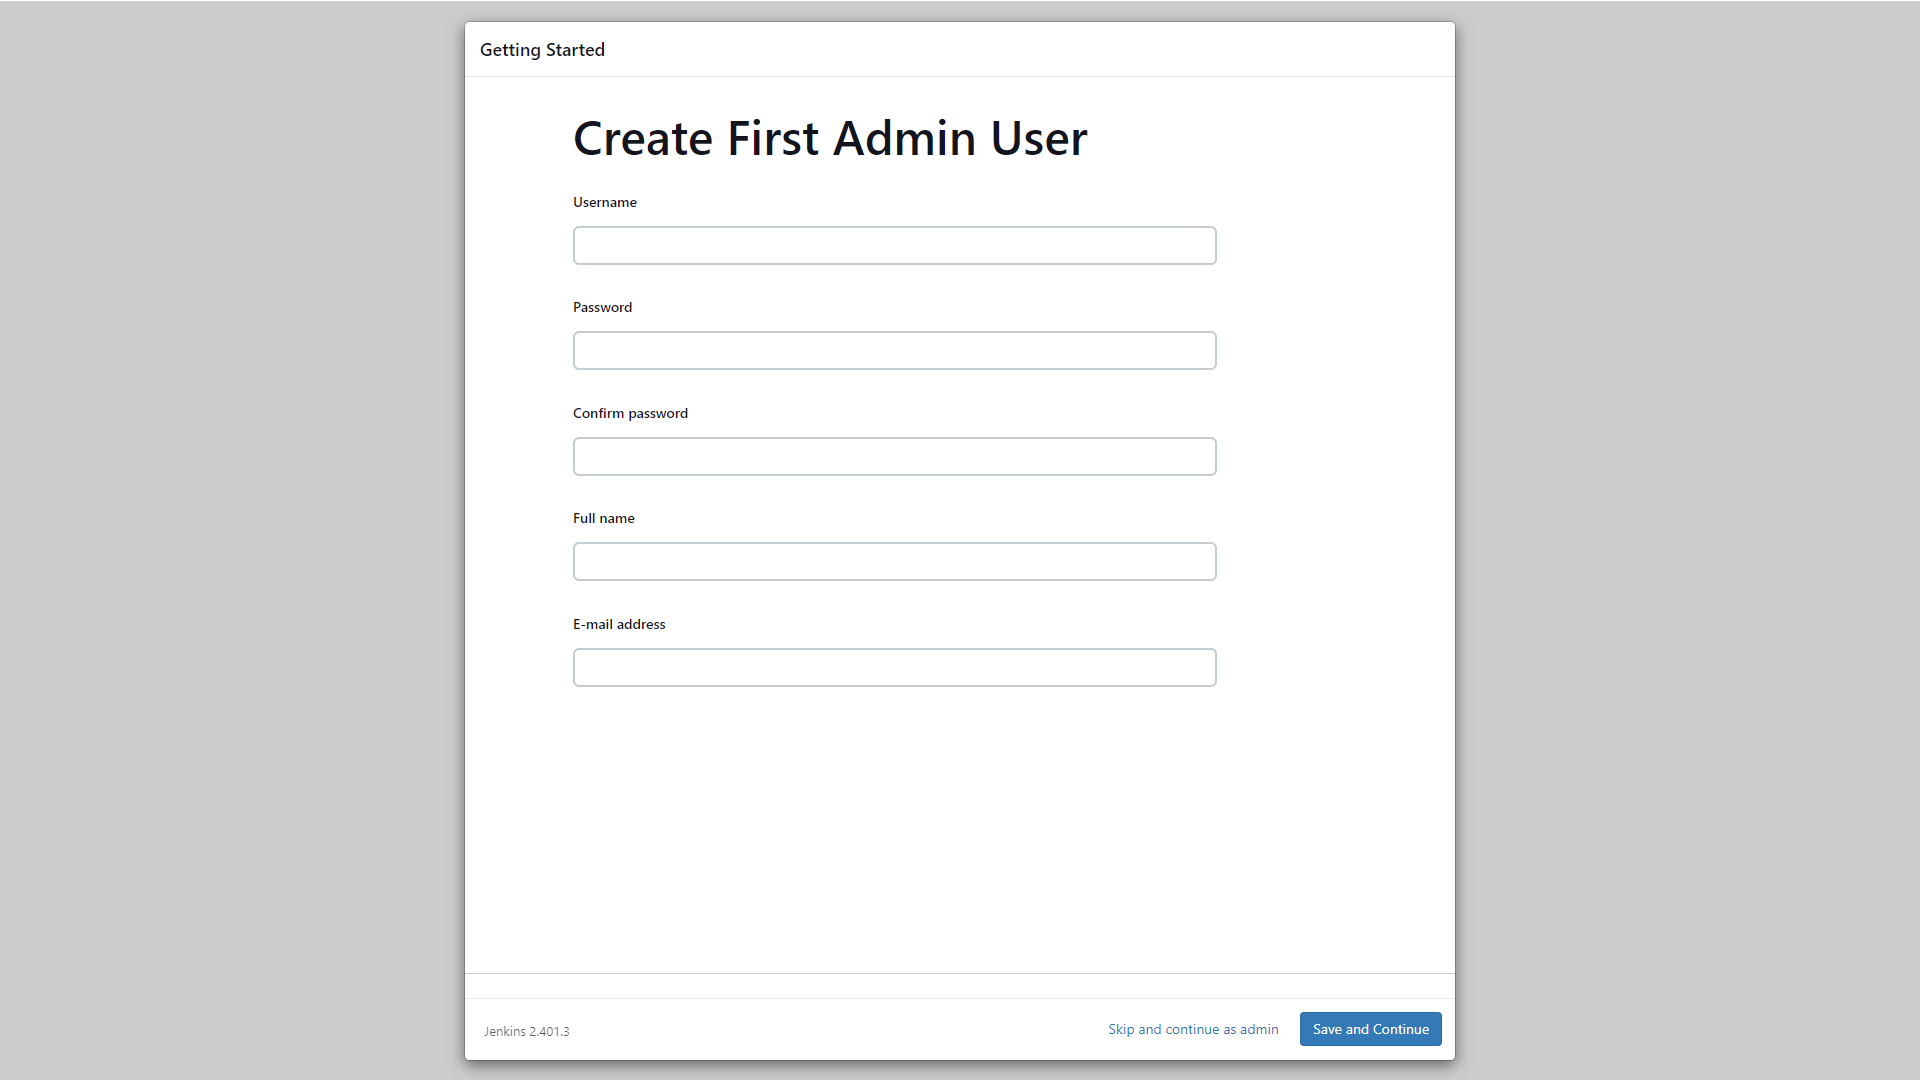 Getting Started
Create First Admin User
Username
Password
Confirm password
Full name
E-mail address
Jenkins 2.401.3
Skip and continue as admin
Save and Continue